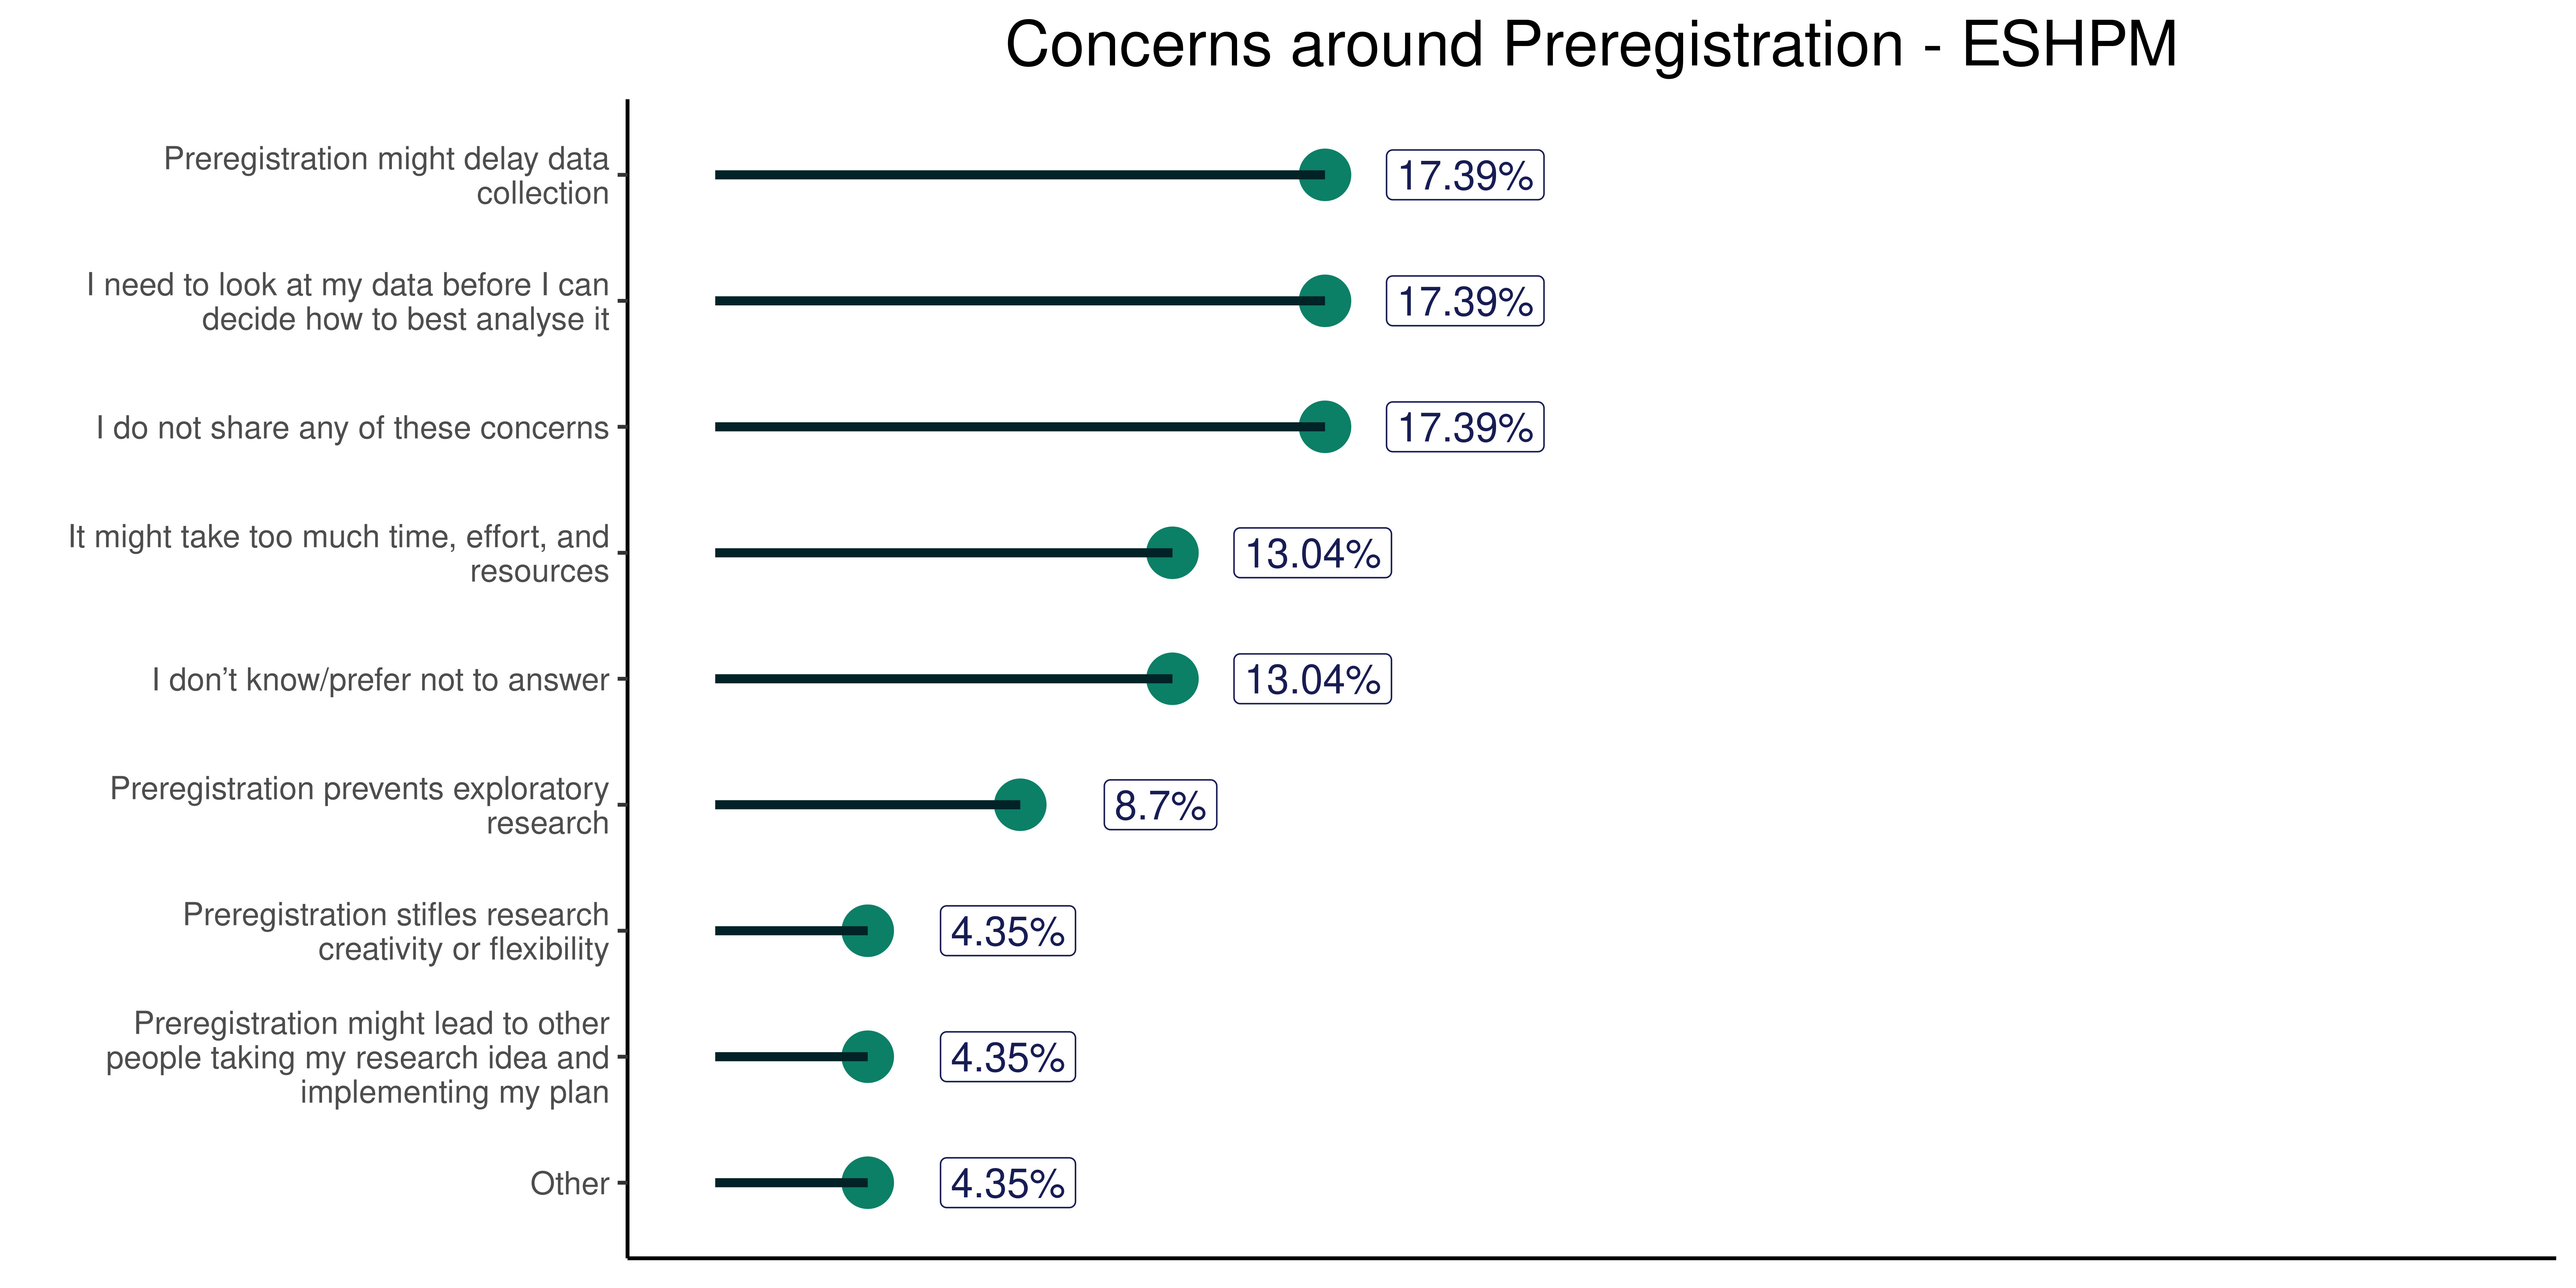 Concerns around Preregistration - ESHPM
Preregistration might delay data
collection
17.39%
I need to look at my data before I can
decide how to best analyse it
17.39%
I do not share any of these concerns
17.39%
It might take too much time, effort, and
resources
13.04%
I don’t know/prefer not to answer
13.04%
Preregistration prevents exploratory
research
8.7%
Preregistration stifles research
creativity or flexibility
4.35%
Preregistration might lead to other
people taking my research idea and
implementing my plan
4.35%
Other
4.35%